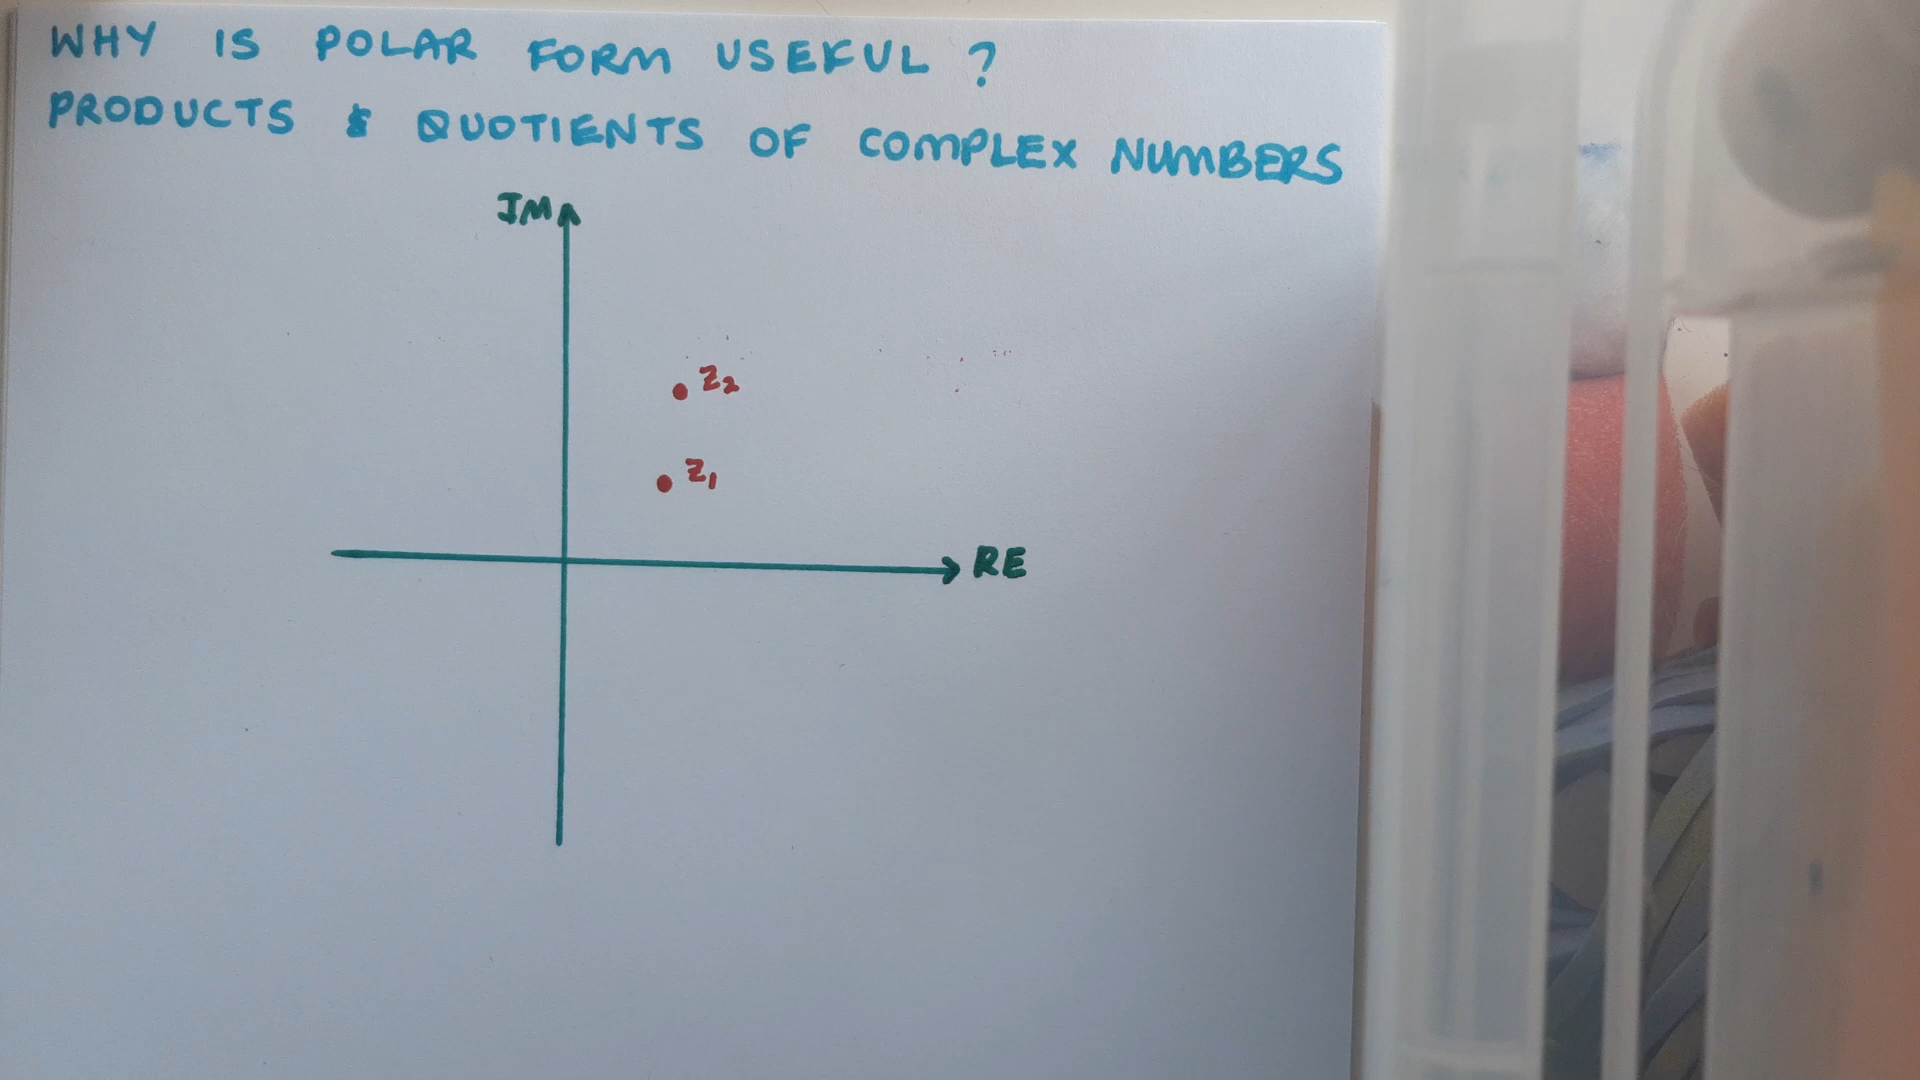 WHY IS POLAR FORM USEFUL ?
PRODUCTS & QUOTIENTS OF COMPLEX NUMBERS
IM
Z2
Z1
RE